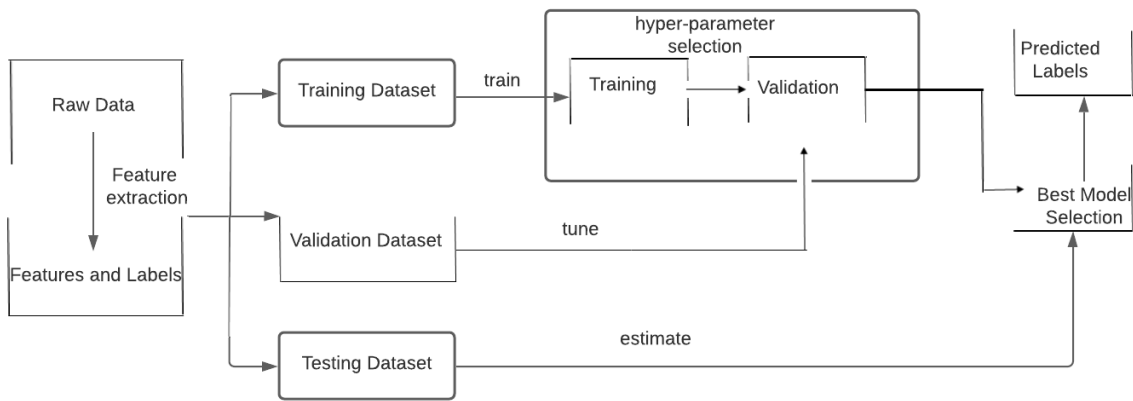 Raw Data
Feature
extraction
Features and Labels
Training Dataset
train
hyper-parameter
selection
Training
Validation
Validation Dataset
tune
Testing Dataset
estimate
Predicted
Labels
Best Model
Selection